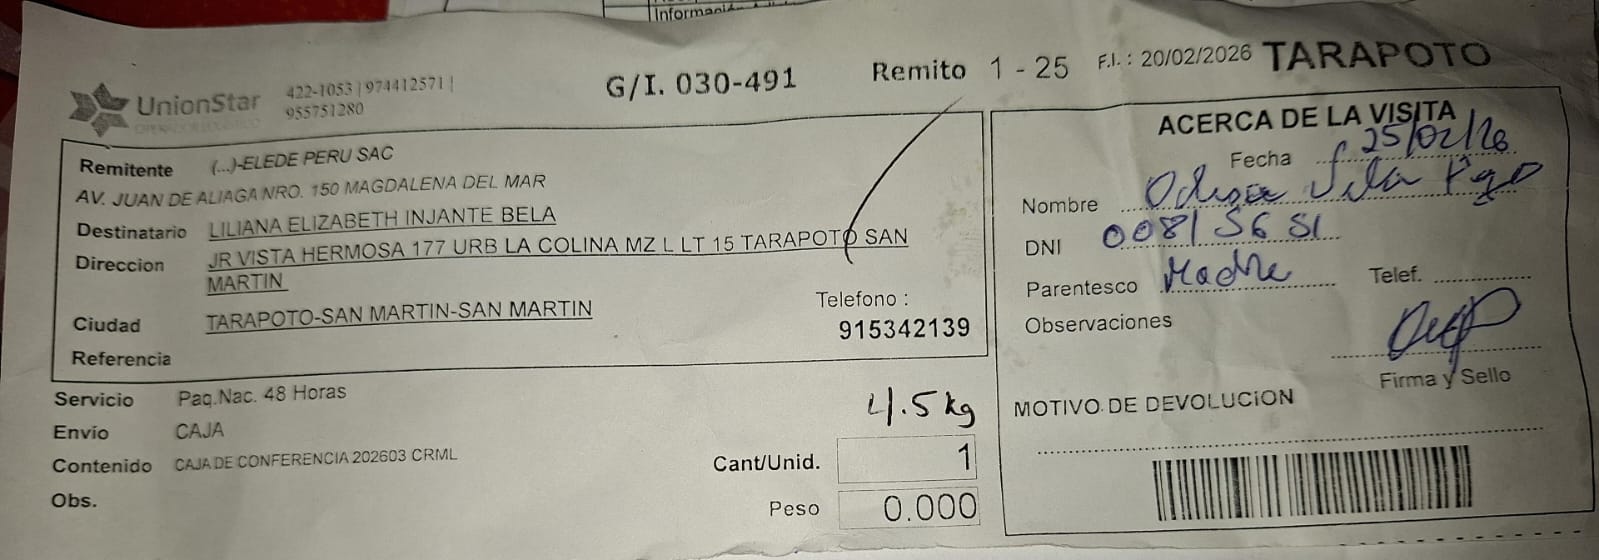 Información
UnionStar
OPERADOR LOGISTICO
422-1053 | 974412571 |
955751280
G/I. 030-491
Remito 1 - 25
F.I. : 20/02/2026
TARAPOTO
Remitente (...)-ELEDE PERU SAC
AV. JUAN DE ALIAGA NRO. 150 MAGDALENA DEL MAR
Destinatario LILIANA ELIZABETH INJANTE BELA
Direccion JR VISTA HERMOSA 177 URB LA COLINA MZ L LT 15 TARAPOTO SAN
MARTIN
Ciudad TARAPOTO-SAN MARTIN-SAN MARTIN
Telefono :
915342139
Referencia
Servicio Paq.Nac. 48 Horas
Envío CAJA
Contenido CAJA DE CONFERENCIA 202603 CRML
Obs.
4.5 kg
Cant/Unid. 1
Peso 0.000
ACERCA DE LA VISITA
Fecha 25/02/26
Nombre
DNI 00815651
Parentesco Madre Telef.
Observaciones
Firma y Sello
MOTIVO DE DEVOLUCION